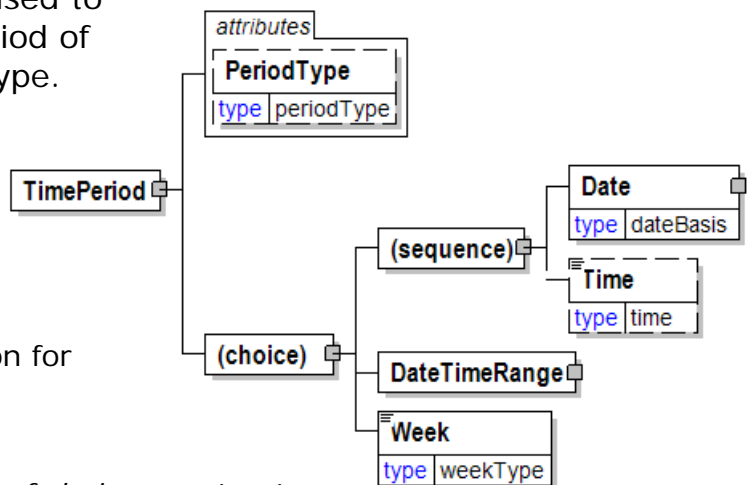 to
iod of
ype.
attributes
PeriodType
type periodType
TimePeriod
Date
type dateBasis
(sequence)
Time
type time
on for
(choice)
DateTimeRange
Week
type weekType